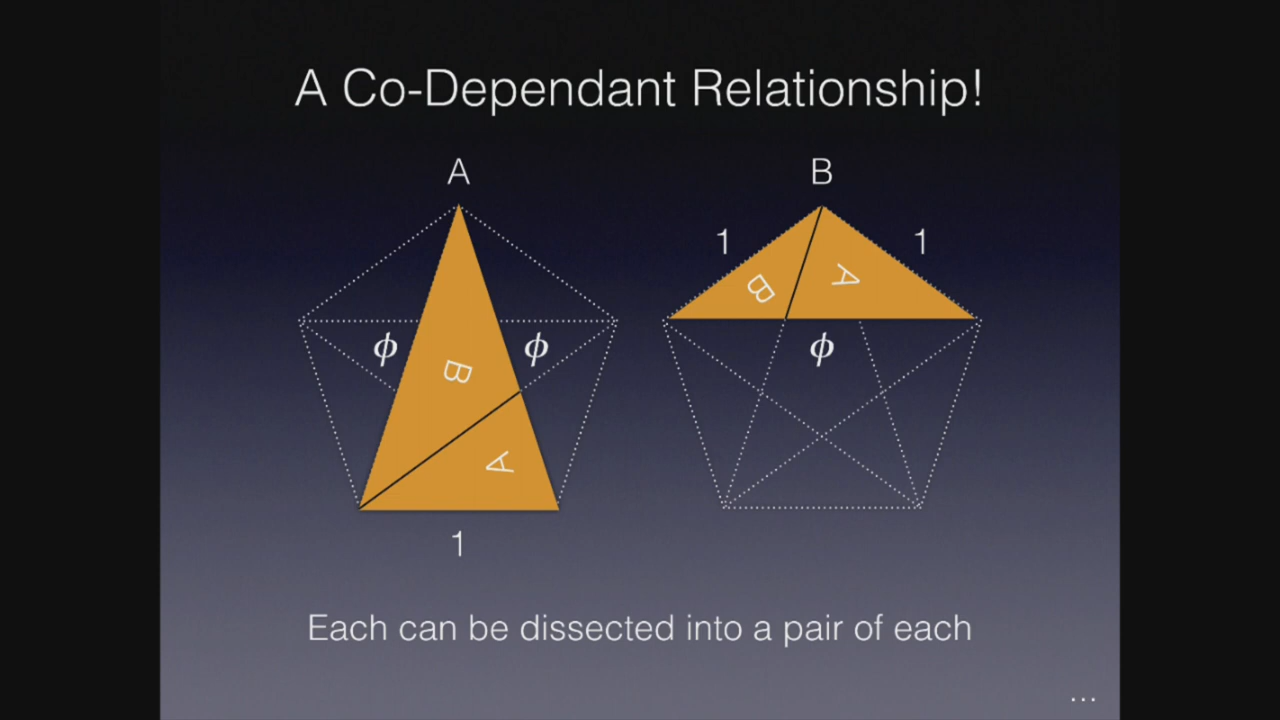 A Co-Dependant Relationship!
A
B
1
1
ϕ
ϕ
B
A
1
B
A
ϕ
Each can be dissected into a pair of each
...